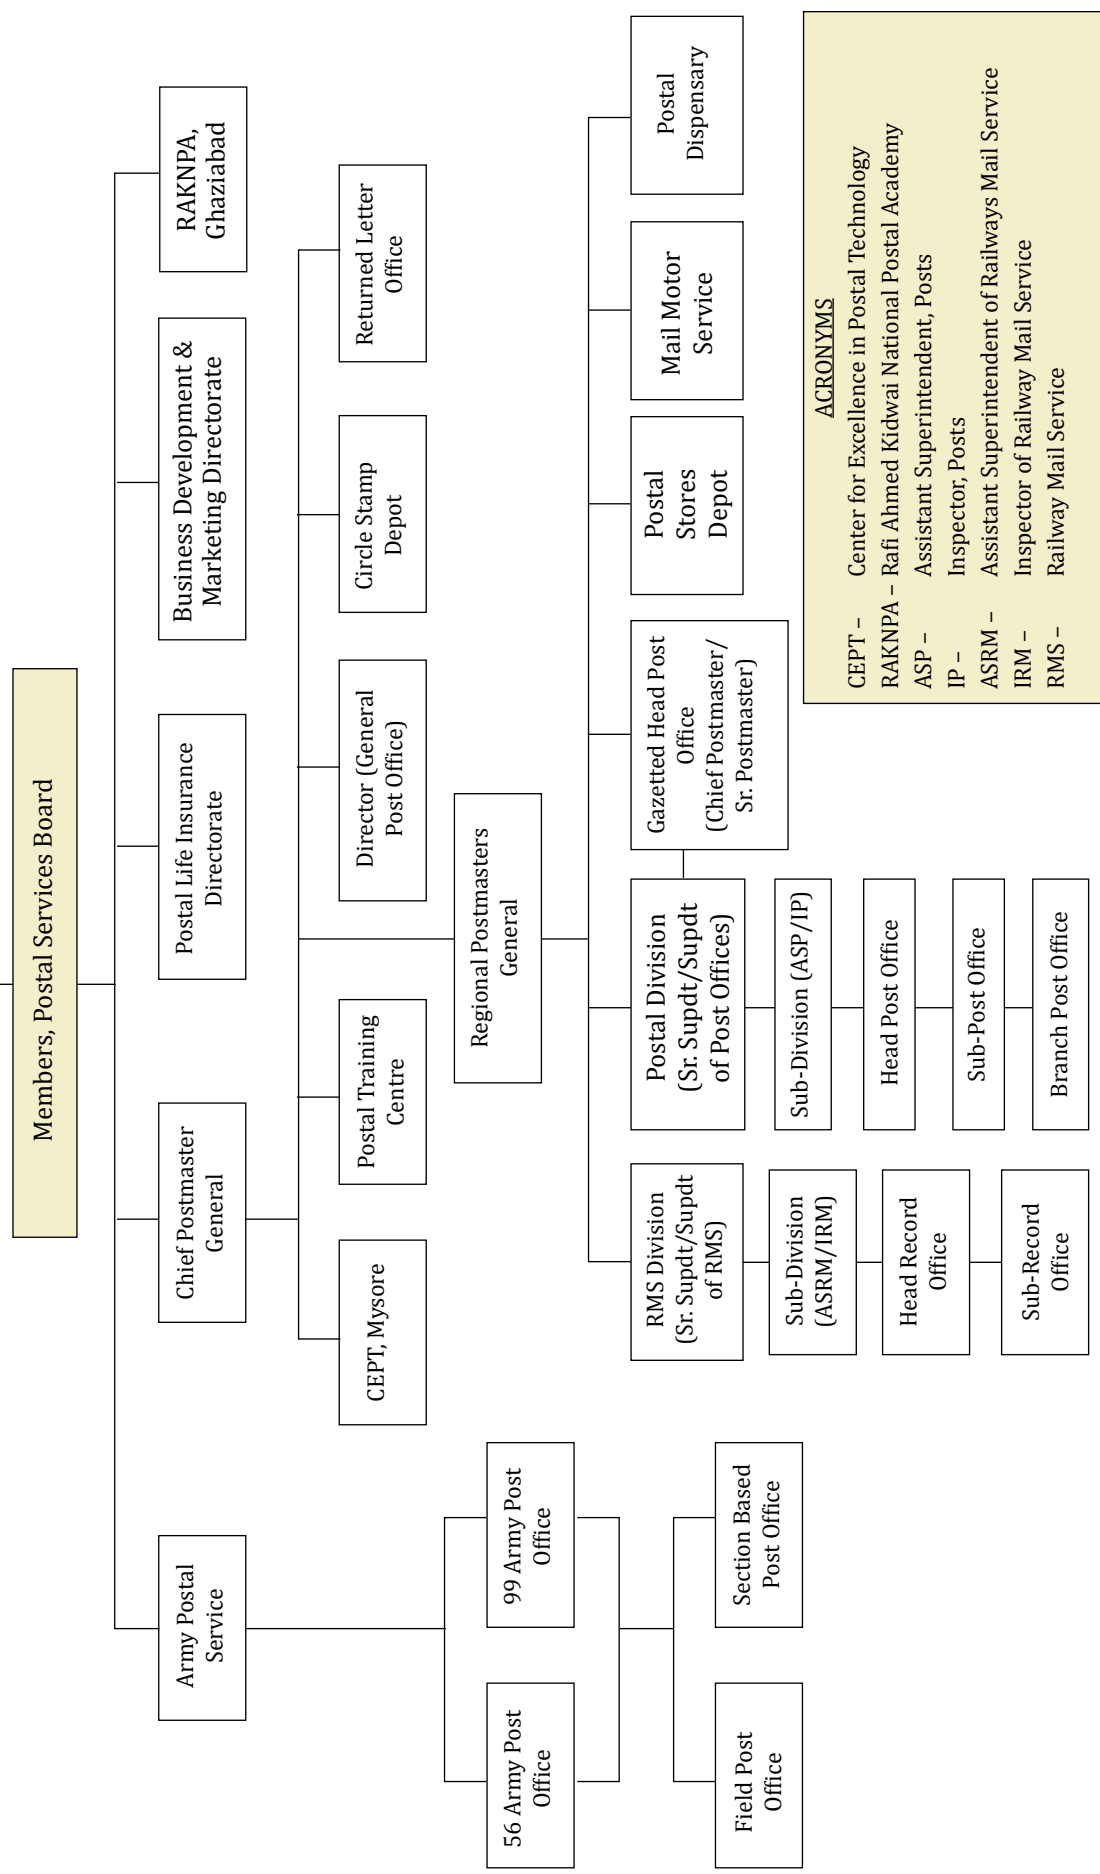 Members, Postal Services Board
Army Postal
Service
Chief Postmaster
General
Postal Life Insurance
Directorate
Business Development &
Marketing Directorate
RAKNPA,
Ghaziabad
CEPT, Mysore
Postal Training
Centre
Director (General
Post Office)
Circle Stamp
Depot
Returned Letter
Office
Regional Postmasters
General
56 Army Post
Office
99 Army Post
Office
Field Post
Office
Section Based
Post Office
RMS Division
(Sr. Supdt/Supdt
of RMS)
Sub-Division
(ASRM/IRM)
Head Record
Office
Sub-Record
Office
Postal Division
(Sr. Supdt/Supdt
of Post Offices)
Sub-Division (ASP/IP)
Head Post Office
Sub-Post Office
Branch Post Office
Gazetted Head Post
Office
(Chief Postmaster/
Sr. Postmaster)
Postal
Stores
Depot
Mail Motor
Service
Postal
Dispensary
ACRONYMS
CEPT – Center for Excellence in Postal Technology
RAKNPA – Rafi Ahmed Kidwai National Postal Academy
ASP – Assistant Superintendent, Posts
IP – Inspector, Posts
ASRM – Assistant Superintendent of Railways Mail Service
IRM – Inspector of Railway Mail Service
RMS – Railway Mail Service